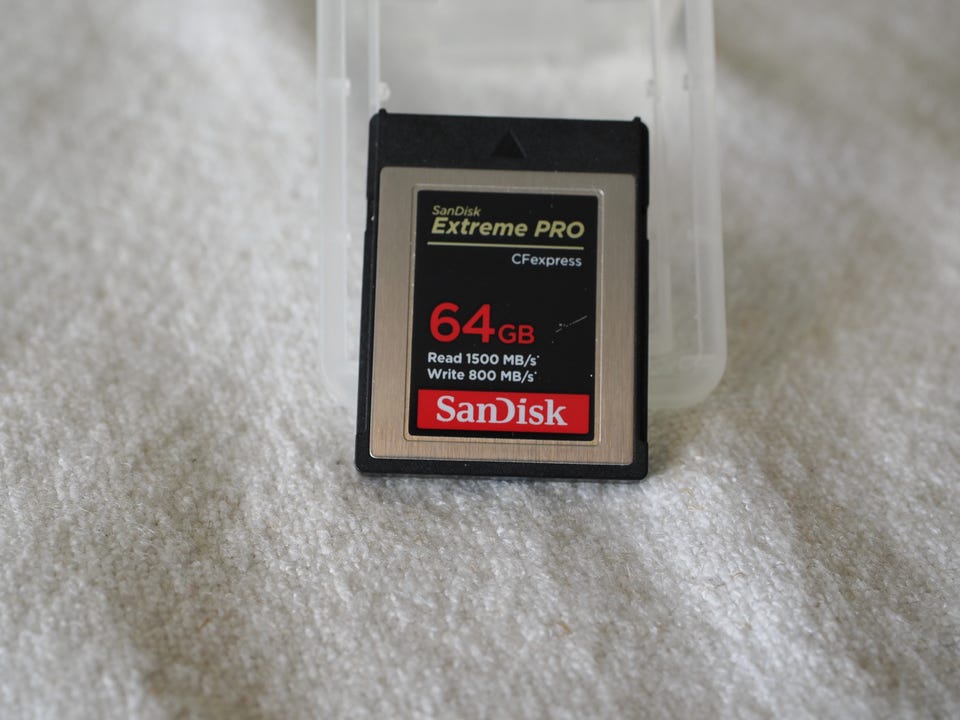 SanDisk
Extreme PRO
CFexpress
64GB
Read 1500 MB/s*
Write 800 MB/s*
SanDisk